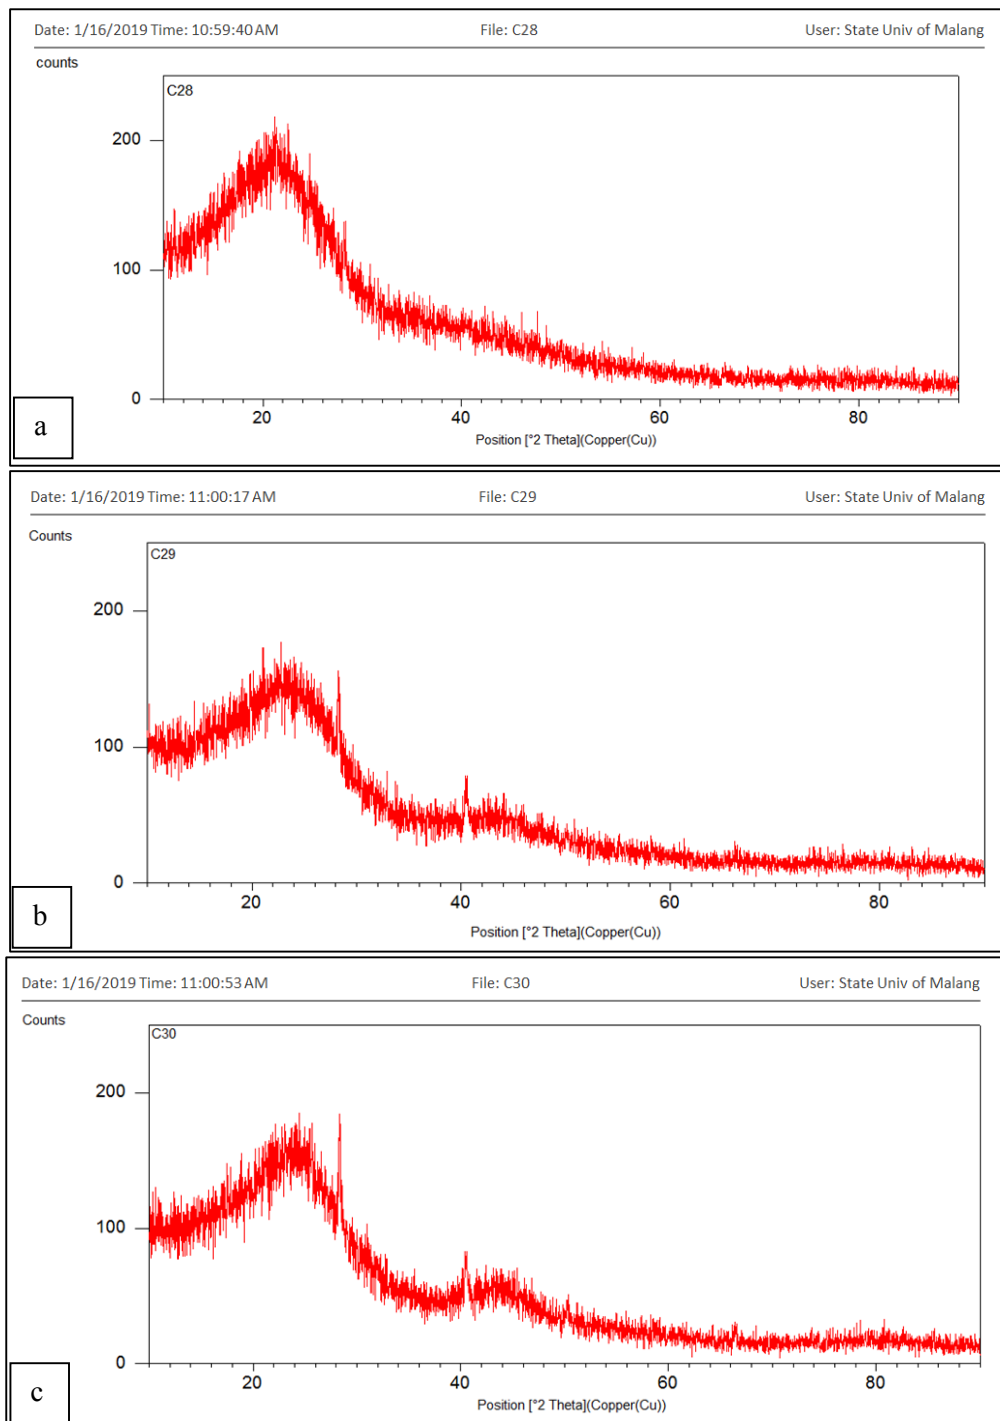 Date: 1/16/2019 Time: 10:59:40 AM File: C28 User: State Univ of Malang
counts
C28
200
100
0
20 40 60 80
Position [°2 Theta](Copper(Cu))
a
Date: 1/16/2019 Time: 11:00:17 AM File: C29 User: State Univ of Malang
Counts
C29
200
100
0
20 40 60 80
Position [°2 Theta](Copper(Cu))
b
Date: 1/16/2019 Time: 11:00:53 AM File: C30 User: State Univ of Malang
Counts
C30
200
100
0
20 40 60 80
Position [°2 Theta](Copper(Cu))
c